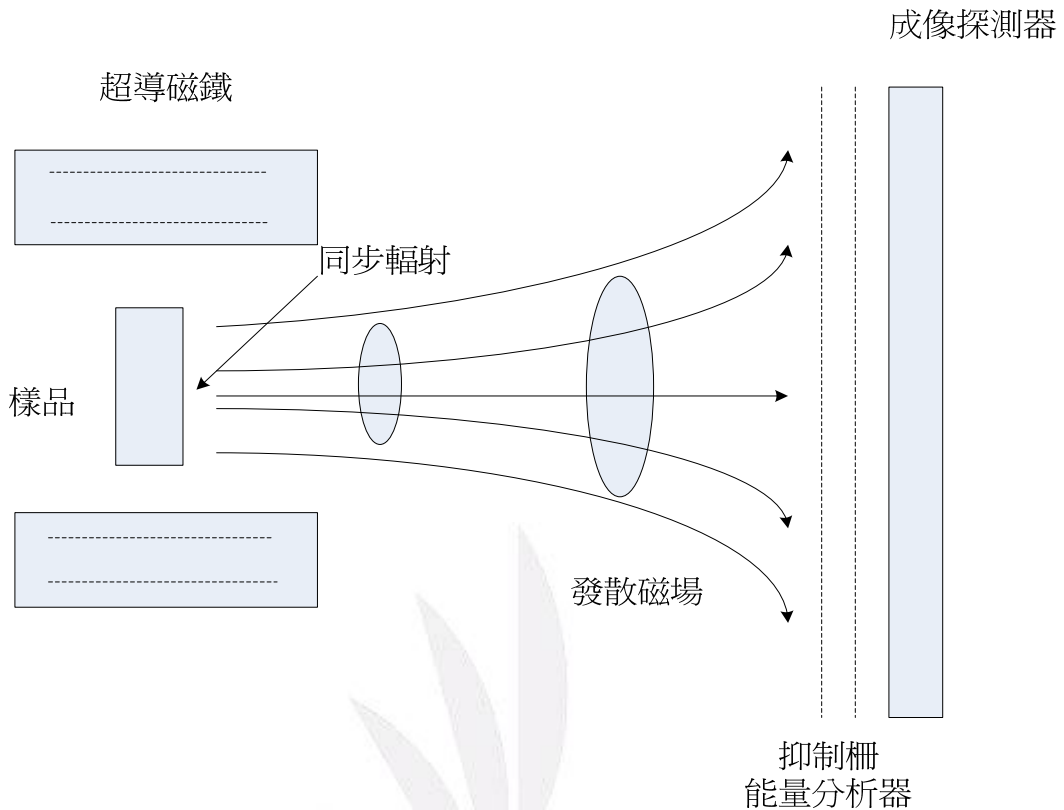 成像探測器
超導磁鐵
同步輻射
樣品
發散磁場
抑制柵
能量分析器